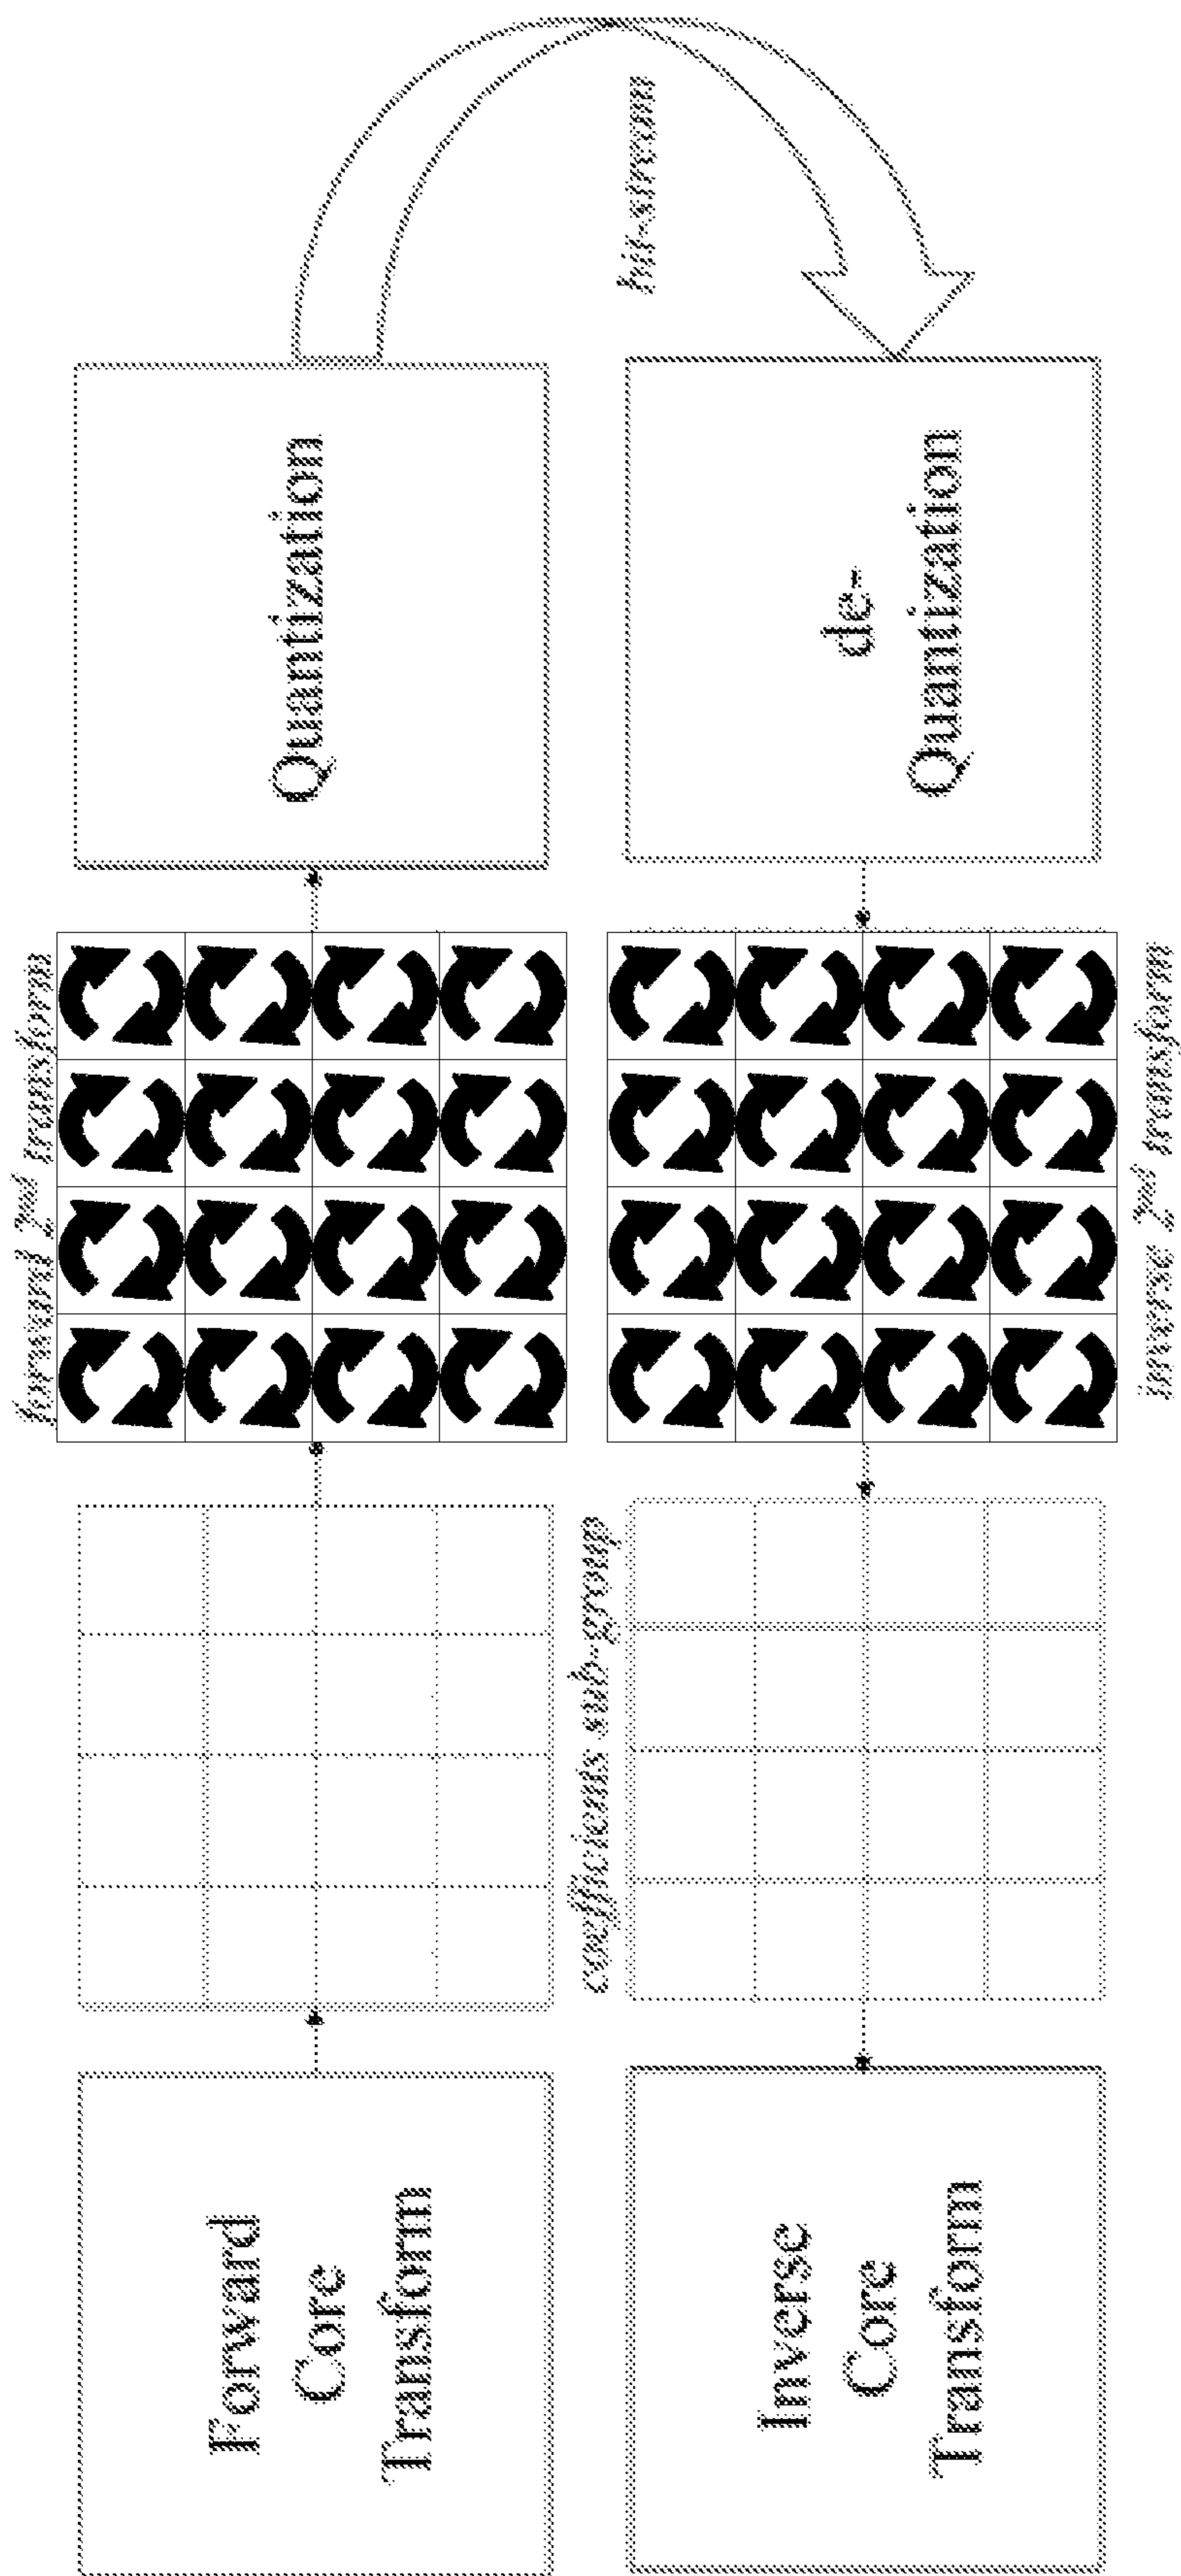 forward 2nd transform
Forward
Core
Transform
Quantization
bit-stream
coefficients sub-group
Inverse
Core
Transform
de-
Quantization
inverse 2nd transform